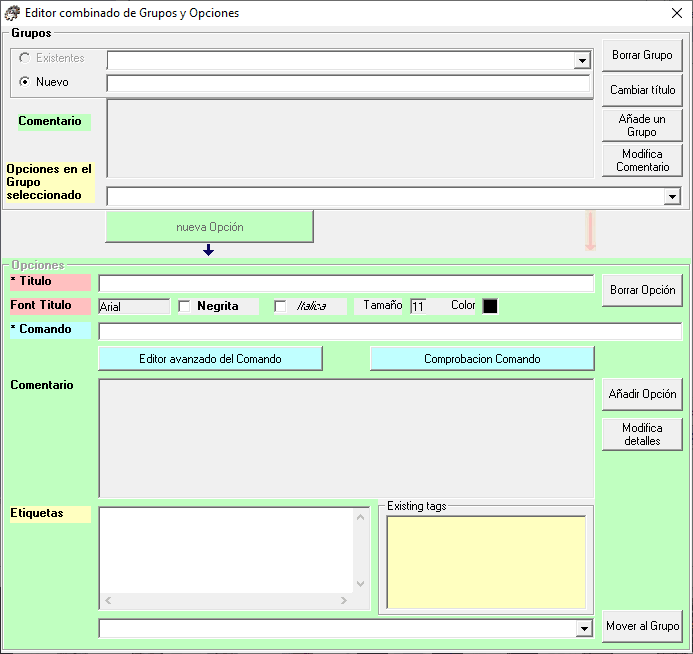 Editor combinado de Grupos y Opciones
Grupos
Existentes
Nuevo
Borrar Grupo
Cambiar título
Comentario
Añade un
Grupo
Modifica
Comentario
Opciones en el
Grupo
seleccionado
nueva Opción
Opciones
* Titulo
Borrar Opción
Font Titulo
Arial
Negrita
Italica
Tamaño
11
Color
* Comando
Editor avanzado del Comando
Comprobacion Comando
Comentario
Añadir Opción
Modifica
detalles
Etiquetas
Existing tags
Mover al Grupo